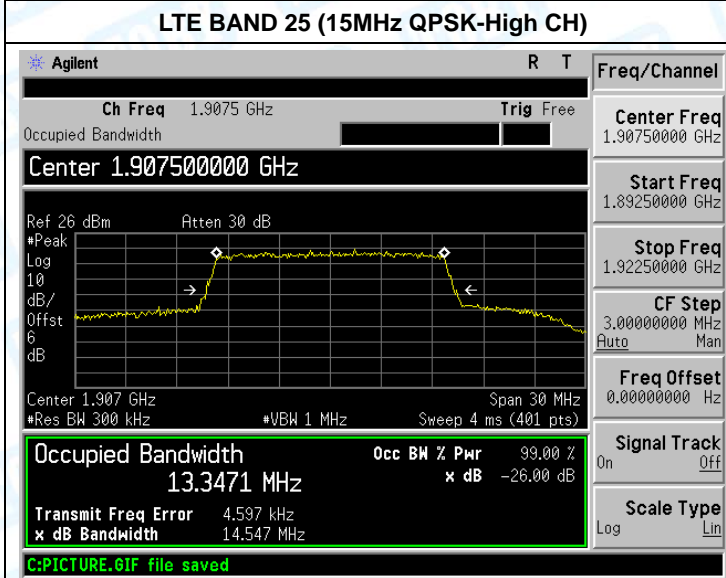 LTE BAND 25 (15MHz QPSK-High CH)
Agilent R T
Ch Freq 1.9075 GHz Trig Free
Occupied Bandwidth
Center 1.907500000 GHz
Ref 26 dBm Atten 30 dB
#Peak
Log
10
dB/
Offst
6
dB
Center 1.907 GHz Span 30 MHz
#Res BW 300 kHz #VBW 1 MHz Sweep 4 ms (401 pts)
Occupied Bandwidth Occ BW % Pwr 99.00 %
13.3471 MHz x dB -26.00 dB
Transmit Freq Error 4.597 kHz
x dB Bandwidth 14.547 MHz
C:PICTURE.GIF file saved
Freq/Channel
Center Freq
1.90750000 GHz
Start Freq
1.89250000 GHz
Stop Freq
1.92250000 GHz
CF Step
3.00000000 MHz
Auto Man
Freq Offset
0.00000000 Hz
Signal Track
On Off
Scale Type
Log Lin